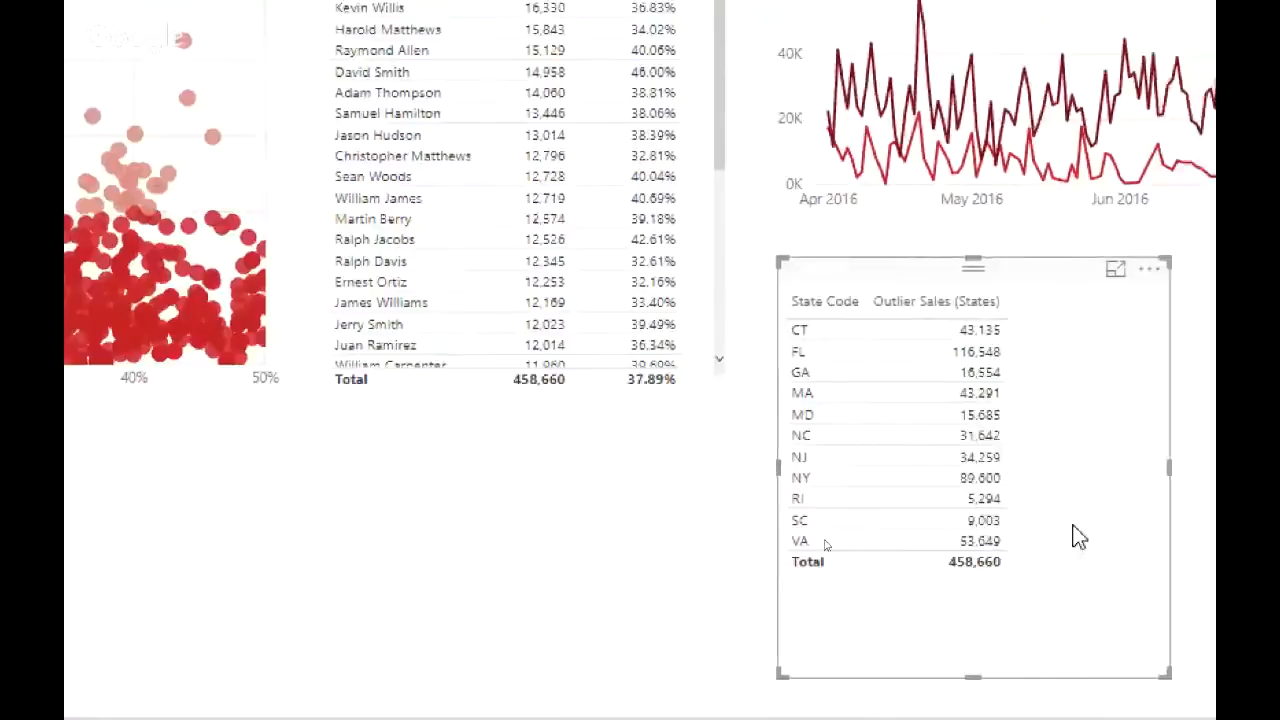 Google
40%
50%
Kevin Willis 16,330 36.83%
Harold Matthews 15,843 34.02%
Raymond Allen 15,129 40.06%
David Smith 14,958 46.00%
Adam Thompson 14,060 38.81%
Samuel Hamilton 13,446 38.06%
Jason Hudson 13,014 38.39%
Christopher Matthews 12,796 32.81%
Sean Woods 12,728 40.04%
William James 12,719 40.69%
Martin Berry 12,574 39.18%
Ralph Jacobs 12,526 42.61%
Ralph Davis 12,345 32.61%
Ernest Ortiz 12,253 32.16%
James Williams 12,169 33.40%
Jerry Smith 12,023 39.49%
Juan Ramirez 12,014 36.34%
William Carpenter 11,960 39.69%
Total 458,660 37.89%
40K
20K
0K
Apr 2016 May 2016 Jun 2016
State Code Outlier Sales (States)
CT 43,135
FL 116,548
GA 16,554
MA 43,291
MD 15,685
NC 31,642
NJ 34,259
NY 89,600
RI 5,294
SC 9,003
VA 53,649
Total 458,660